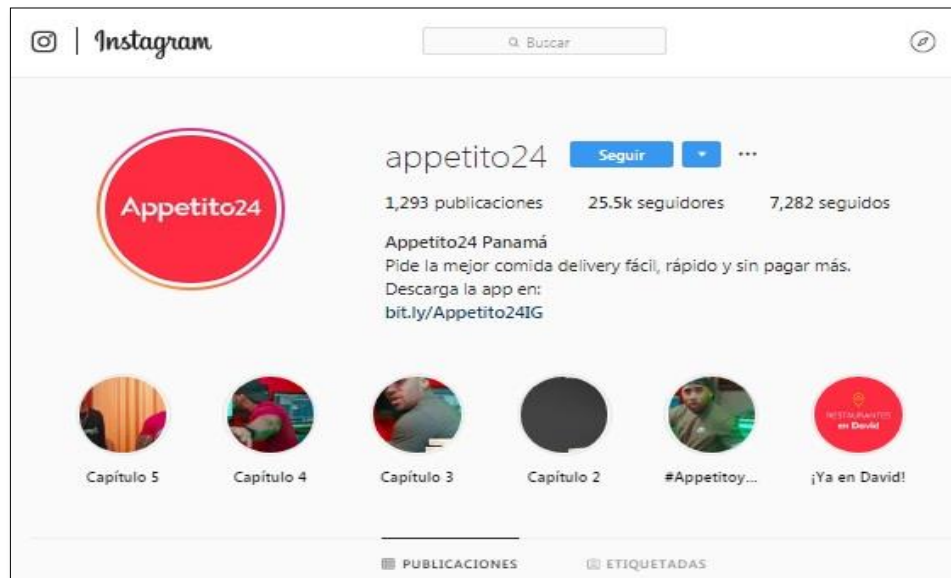 Instagram
Buscar
Appetito24
appetito24 Seguir
1,293 publicaciones 25.5k seguidores 7,282 seguidos
Appetito24 Panamá
Pide la mejor comida delivery fácil, rápido y sin pagar más.
Descarga la app en:
bit.ly/Appetito24IG
RESTAURANTES
en David
Capítulo 5 Capítulo 4 Capítulo 3 Capítulo 2 #Appetitoy... ¡Ya en David!
PUBLICACIONES ETIQUETADAS